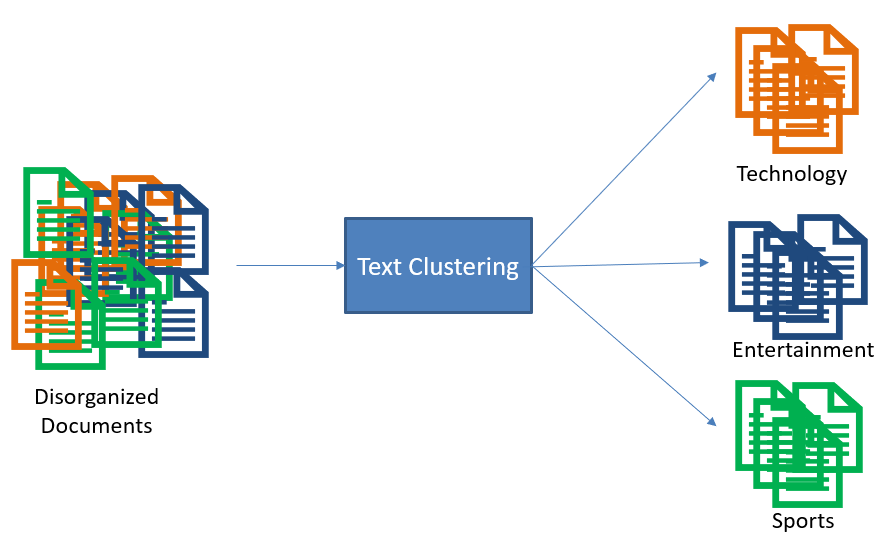 Disorganized
Documents
Text Clustering
Technology
Entertainment
Sports